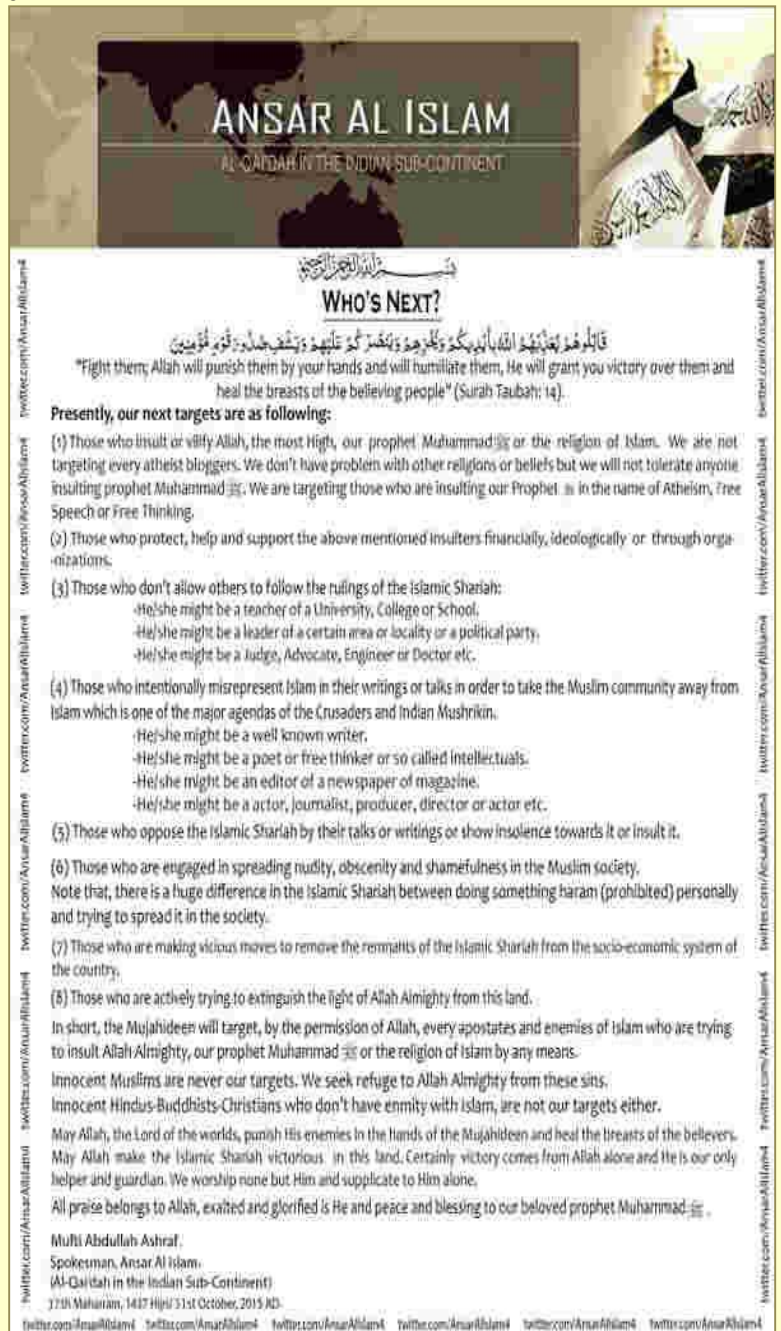 ANSAR AL ISLAM
AL-QAIDAH IN THE INDIAN SUB-CONTINENT
WHO'S NEXT?
"Fight them; Allah will punish them by your hands and will humiliate them, He will grant you victory over them and
heal the breasts of the believing people" (Surah Taubah: 14).
Presently, our next targets are as following:
(1) Those who insult or vilify Allah, the most High, our prophet Muhammad ﷺ or the religion of Islam. We are not
targeting every atheist bloggers. We don't have problem with other religions or beliefs but we will not tolerate anyone
insulting prophet Muhammad ﷺ. We are targeting those who are insulting our Prophet ﷺ in the name of Atheism, Free
Speech or Free Thinking.
(2) Those who protect, help and support the above mentioned insulters financially, ideologically or through orga-
-nizations.
(3) Those who don't allow others to follow the rulings of the Islamic Shariah:
-He/she might be a teacher of a University, College or School.
-He/she might be a leader of a certain area or locality or a political party.
-He/she might be a Judge, Advocate, Engineer or Doctor etc.
(4) Those who intentionally misrepresent Islam in their writings or talks in order to take the Muslim community away from
Islam which is one of the major agendas of the Crusaders and Indian Mushrikin.
-He/she might be a well known writer.
-He/she might be a poet or free thinker or so called intellectuals.
-He/she might be an editor of a newspaper of magazine.
-He/she might be a actor, journalist, producer, director or actor etc.
(5) Those who oppose the Islamic Shariah by their talks or writings or show insolence towards it or insult it.
(6) Those who are engaged in spreading nudity, obscenity and shamefulness in the Muslim society.
Note that, there is a huge difference in the Islamic Shariah between doing something haram (prohibited) personally
and trying to spread it in the society.
(7) Those who are making vicious moves to remove the remnants of the Islamic Shariah from the socio-economic system of
the country.
(8) Those who are actively trying to extinguish the light of Allah Almighty from this land.
In short, the Mujahideen will target, by the permission of Allah, every apostates and enemies of Islam who are trying
to insult Allah Almighty, our prophet Muhammad ﷺ or the religion of Islam by any means.
Innocent Muslims are never our targets. We seek refuge to Allah Almighty from these sins.
Innocent Hindus-Buddhists-Christians who don't have enmity with Islam, are not our targets either.
May Allah, the Lord of the worlds, punish His enemies in the hands of the Mujahideen and heal the breasts of the believers.
May Allah make the Islamic Shariah victorious in this land. Certainly victory comes from Allah alone and He is our only
helper and guardian. We worship none but Him and supplicate to Him alone.
All praise belongs to Allah, exalted and glorified is He and peace and blessing to our beloved prophet Muhammad ﷺ .
Mufti Abdullah Ashraf.
Spokesman, Ansar Al Islam.
(Al-Qaidah in the Indian Sub-Continent)
17th Maharram, 1437 Hijri/ 31st October, 2015 AD.